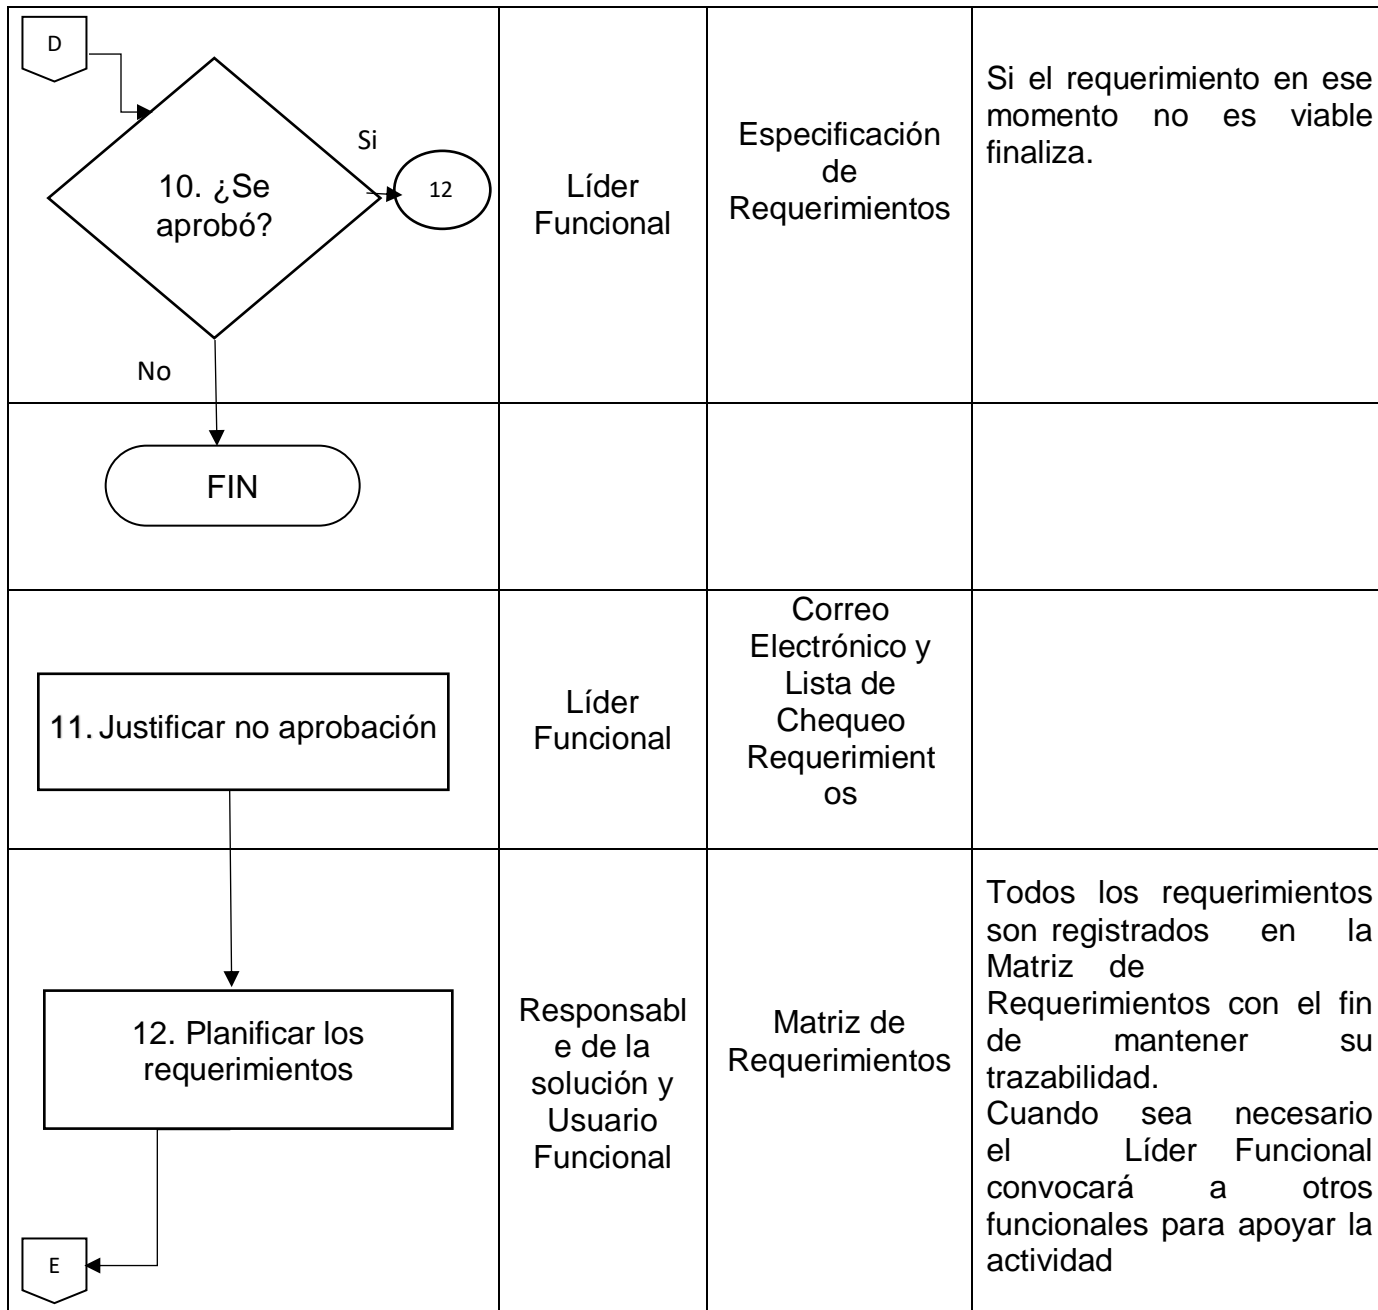 D
Si
12
10. ¿Se
aprobó?
No
Líder
Funcional
Especificación
de
Requerimientos
Si el requerimiento en ese
momento no es viable
finaliza.
FIN
11. Justificar no aprobación
Líder
Funcional
Correo
Electrónico y
Lista de
Chequeo
Requerimient
os
12. Planificar los
requerimientos
E
Responsabl
e de la
solución y
Usuario
Funcional
Matriz de
Requerimientos
Todos los requerimientos
son registrados en la
Matriz de
Requerimientos con el fin
de mantener su
trazabilidad.
Cuando sea necesario
el Líder Funcional
convocará a otros
funcionales para apoyar la
actividad